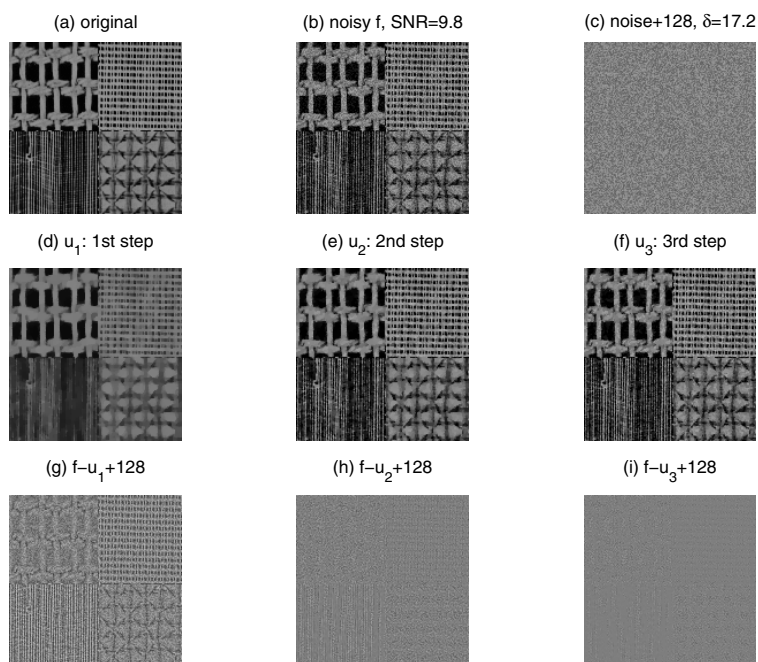 (a) original
(b) noisy f, SNR=9.8
(c) noise+128, δ=17.2
(d) u₁: 1st step
(e) u₂: 2nd step
(f) u₃: 3rd step
(g) f−u₁+128
(h) f−u₂+128
(i) f−u₃+128